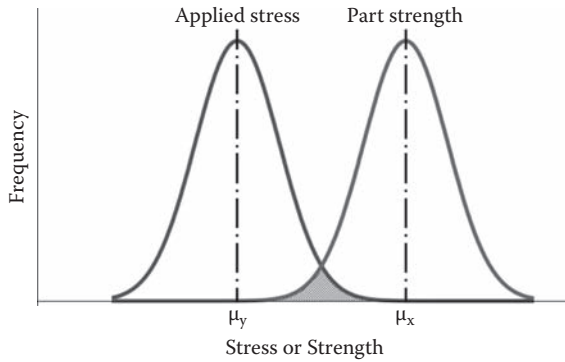 Applied stress
Part strength
Frequency
μy
μx
Stress or Strength